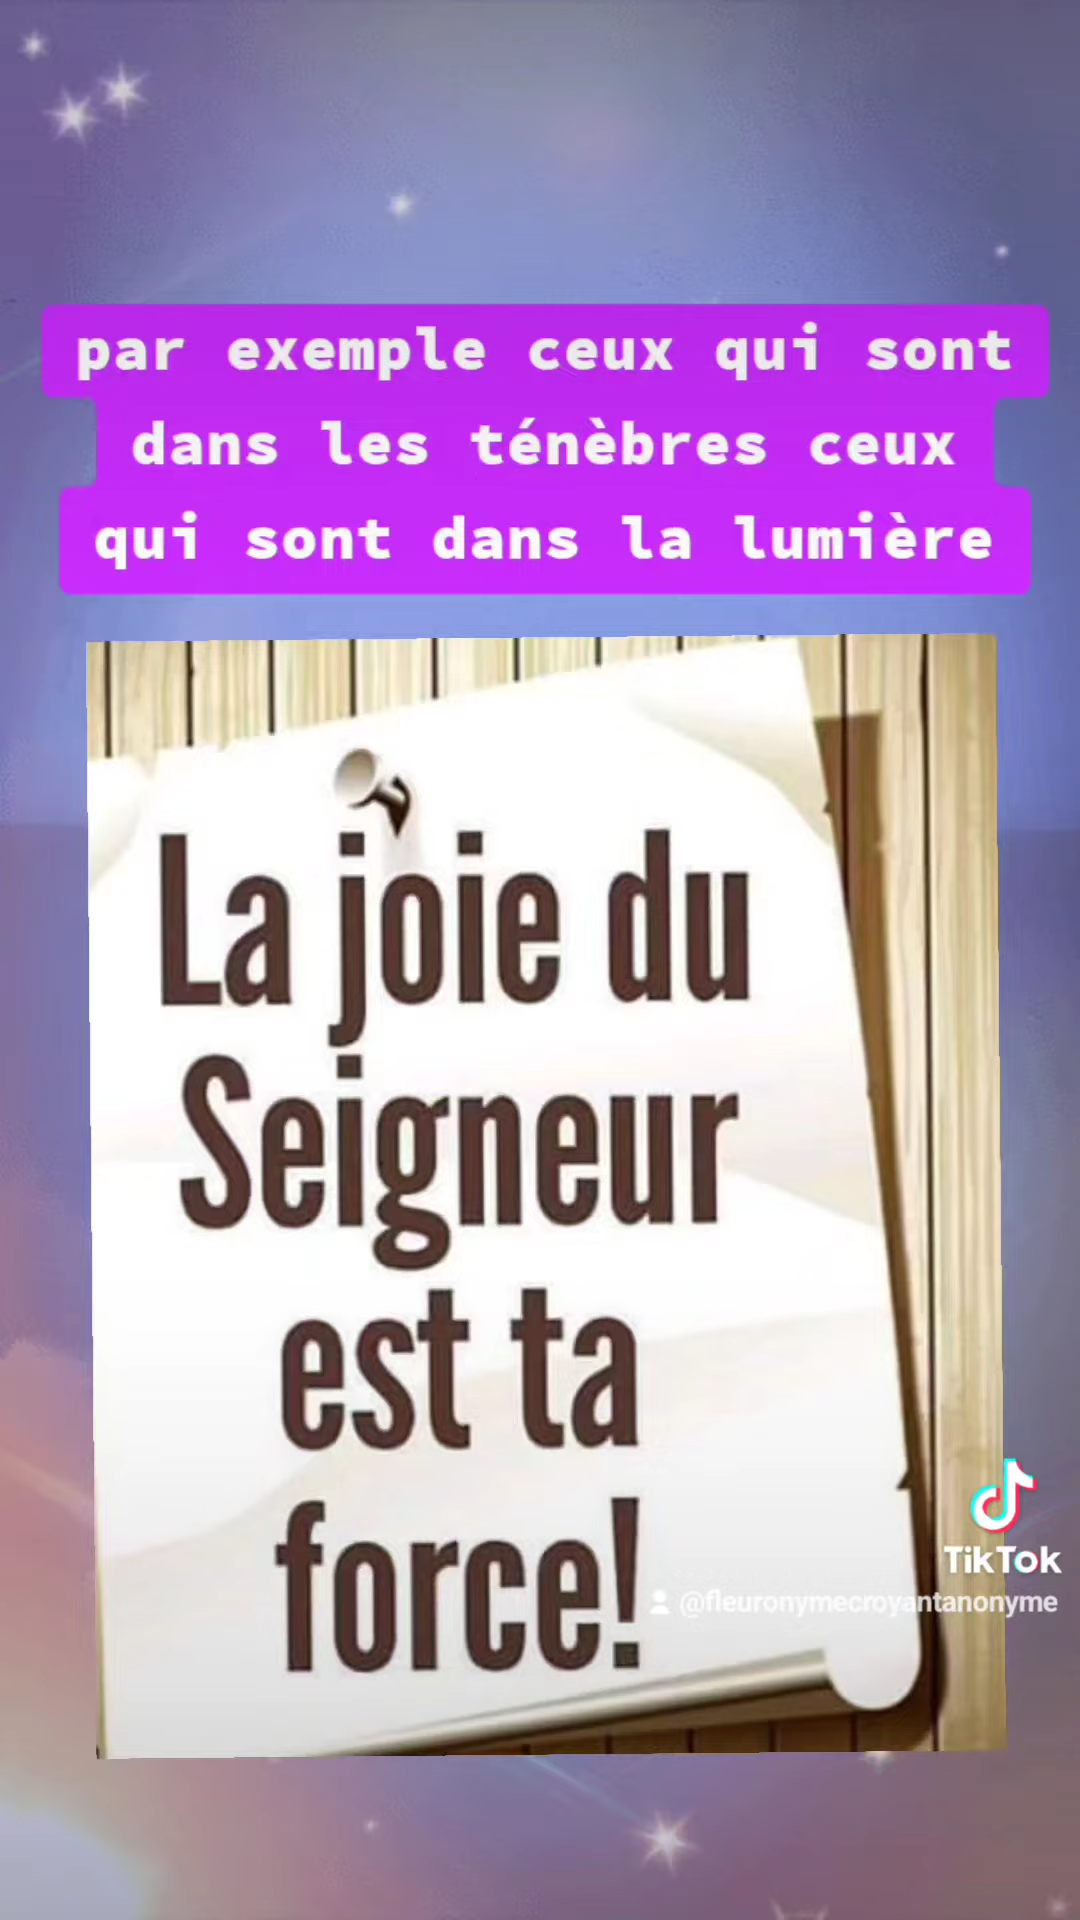 par exemple ceux qui sont
dans les ténèbres ceux
qui sont dans la lumière
La joie du
Seigneur
est ta
force!
TikTok
@fleuronymecroyantanonyme